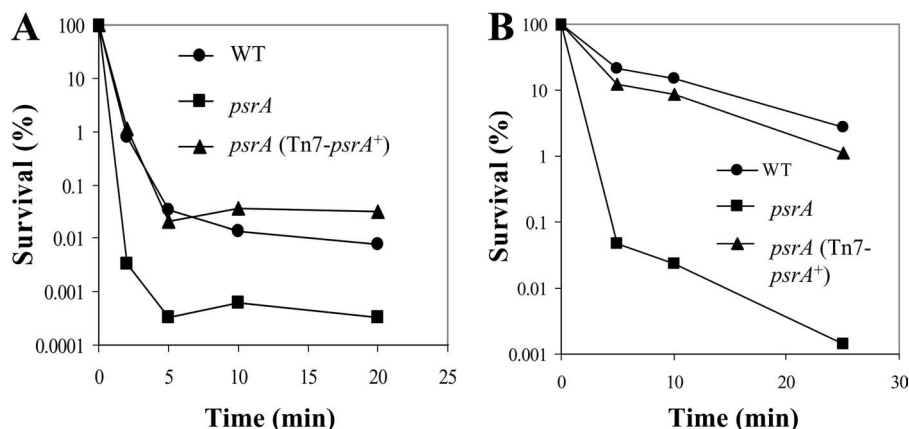 A
Survival (%)
100
10
1
0.1
0.01
0.001
0.0001
WT
psrA
psrA (Tn7-psrA⁺)
0 5 10 15 20 25
Time (min)
B
Survival (%)
100
10
1
0.1
0.01
0.001
WT
psrA
psrA (Tn7-
psrA⁺)
0 10 20 30
Time (min)